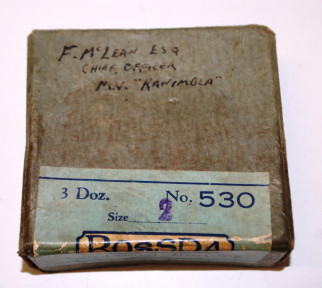 F. McLEAN ESQ
CHIEF OFFICER
M.V. "KANIMBLA"
3 Doz. No. 530
Size 2